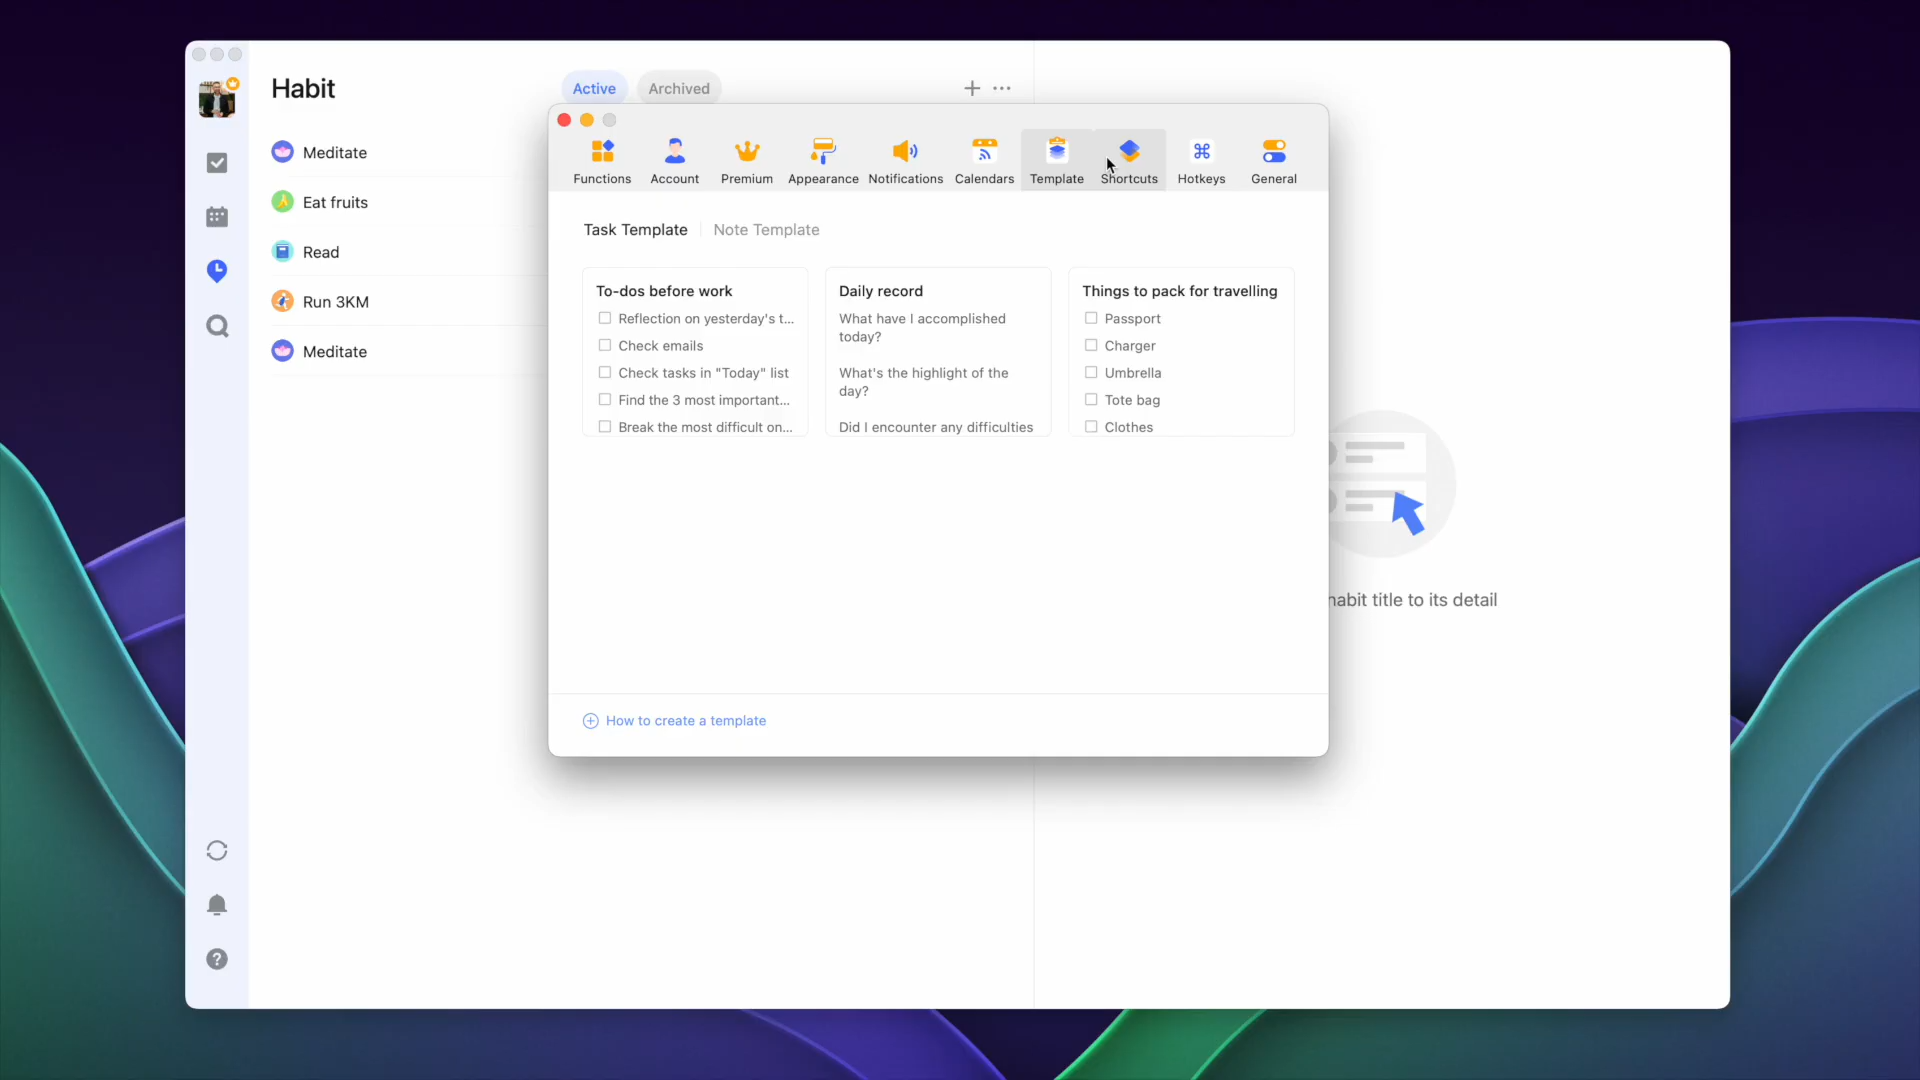 Habit
Active
Archived
Meditate
Eat fruits
Read
Run 3KM
Meditate
Functions
Account
Premium
Appearance
Notifications
Calendars
Template
Shortcuts
Hotkeys
General
Task Template
Note Template
To-dos before work
Reflection on yesterday's t...
Check emails
Check tasks in "Today" list
Find the 3 most important...
Break the most difficult on...
Daily record
What have I accomplished
today?
What's the highlight of the
day?
Did I encounter any difficulties
Things to pack for travelling
Passport
Charger
Umbrella
Tote bag
Clothes
How to create a template
habit title to its detail